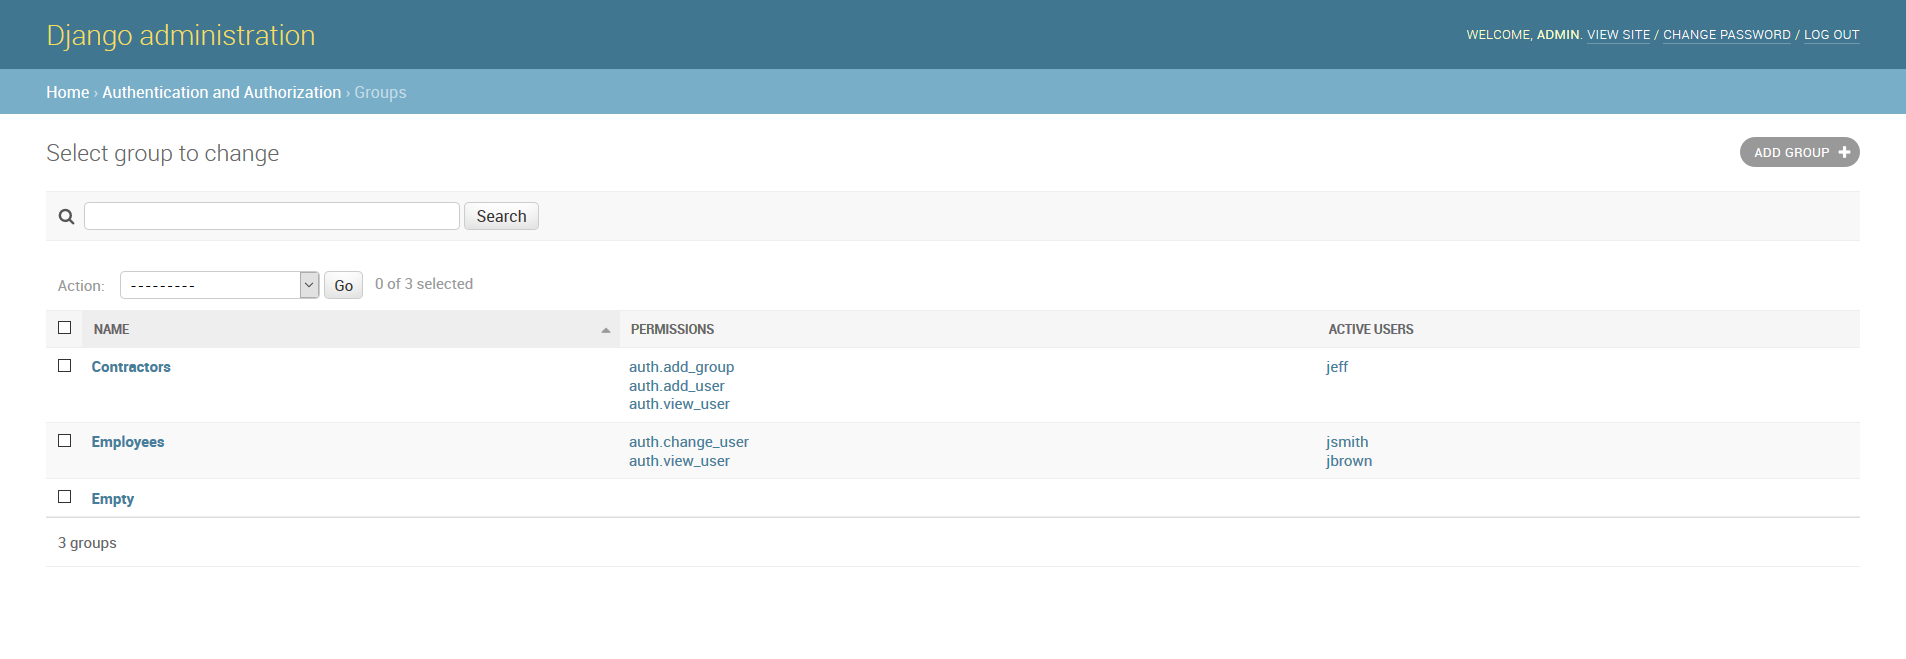 Django administration
WELCOME, ADMIN. VIEW SITE / CHANGE PASSWORD / LOG OUT
Home › Authentication and Authorization › Groups
Select group to change
ADD GROUP +
Search
Action: --------- Go 0 of 3 selected
NAME PERMISSIONS ACTIVE USERS
Contractors auth.add_group jeff
auth.add_user
auth.view_user
Employees auth.change_user jsmith
auth.view_user jbrown
Empty
3 groups